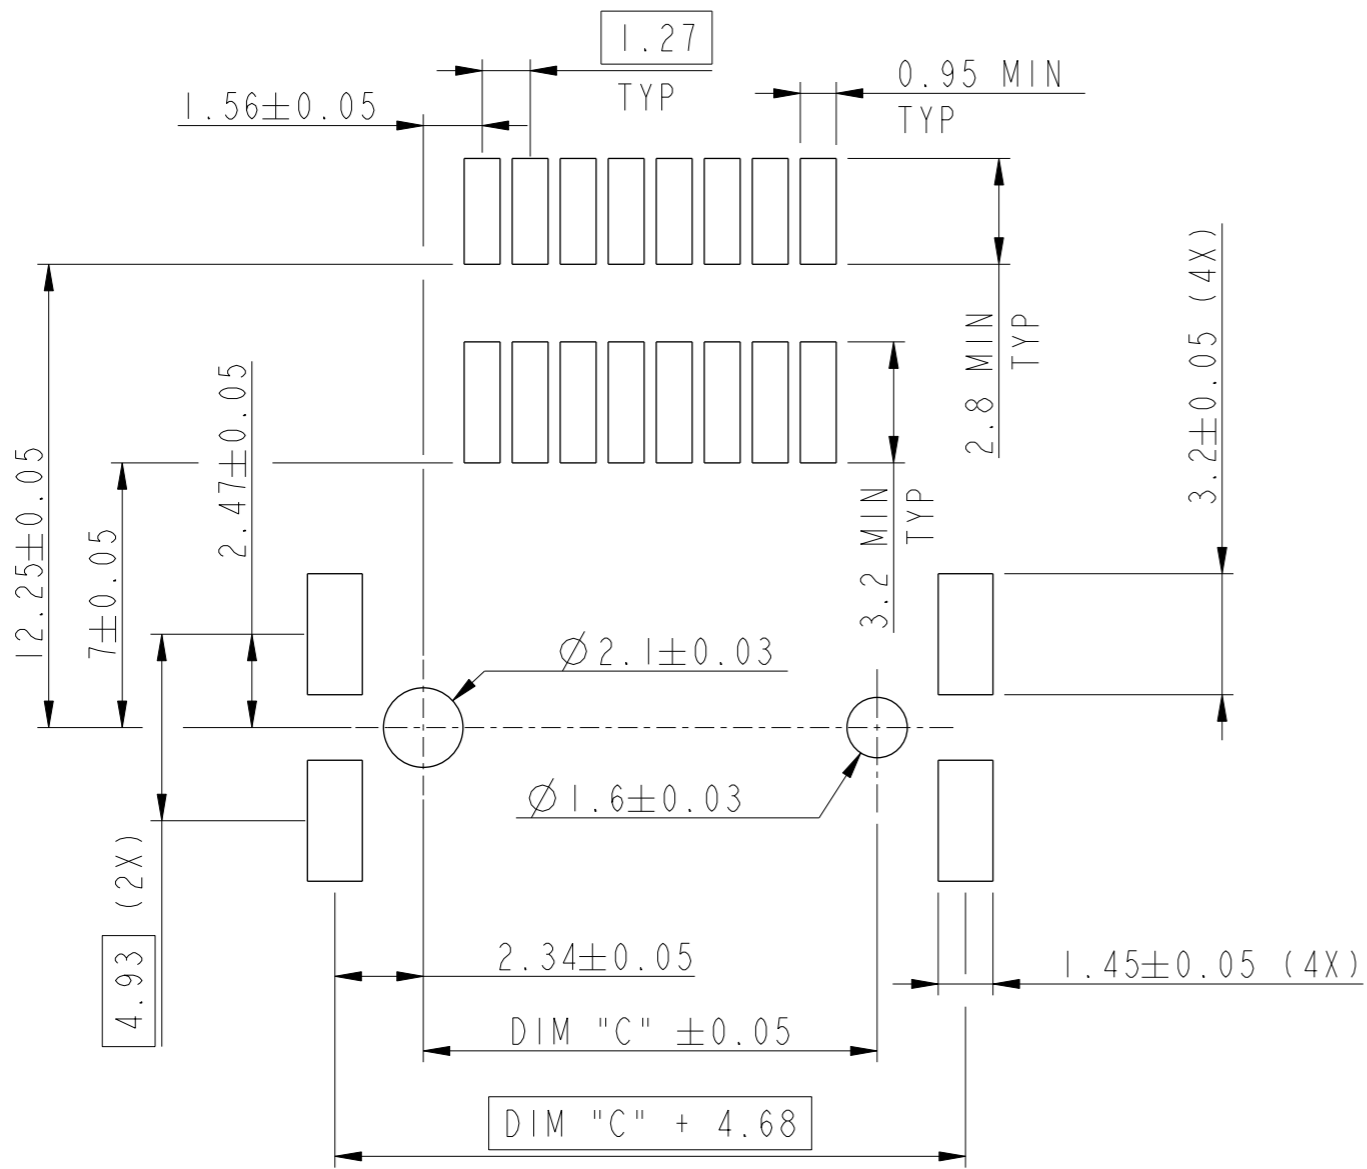 1.27
TYP
0.95 MIN
TYP
1.56±0.05
2.8 MIN
TYP
3.2±0.05 (4X)
12.25±0.05
7±0.05
2.47±0.05
3.2 MIN
TYP
∅2.1±0.03
∅1.6±0.03
4.93 (2X)
2.34±0.05
1.45±0.05 (4X)
DIM "C" ±0.05
DIM "C" + 4.68